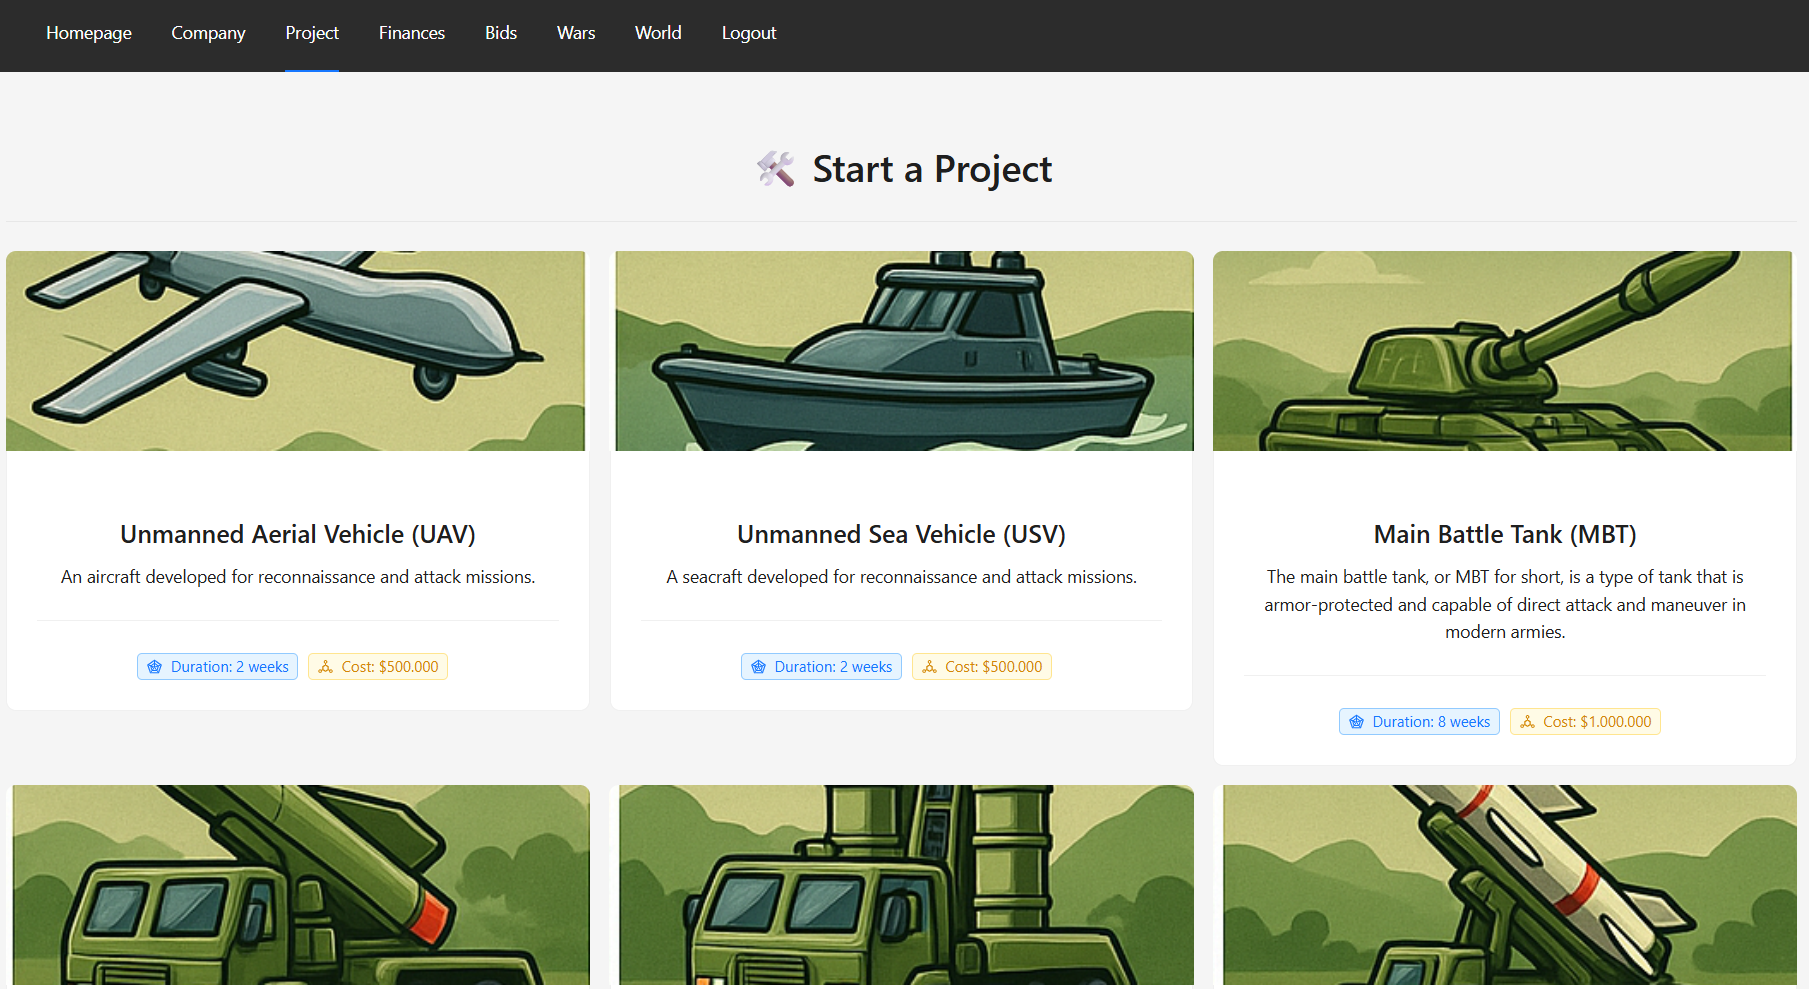 Homepage Company Project Finances Bids Wars World Logout
Start a Project
Unmanned Aerial Vehicle (UAV)
An aircraft developed for reconnaissance and attack missions.
Duration: 2 weeks Cost: $500.000
Unmanned Sea Vehicle (USV)
A seacraft developed for reconnaissance and attack missions.
Duration: 2 weeks Cost: $500.000
Main Battle Tank (MBT)
The main battle tank, or MBT for short, is a type of tank that is
armor-protected and capable of direct attack and maneuver in
modern armies.
Duration: 8 weeks Cost: $1.000.000